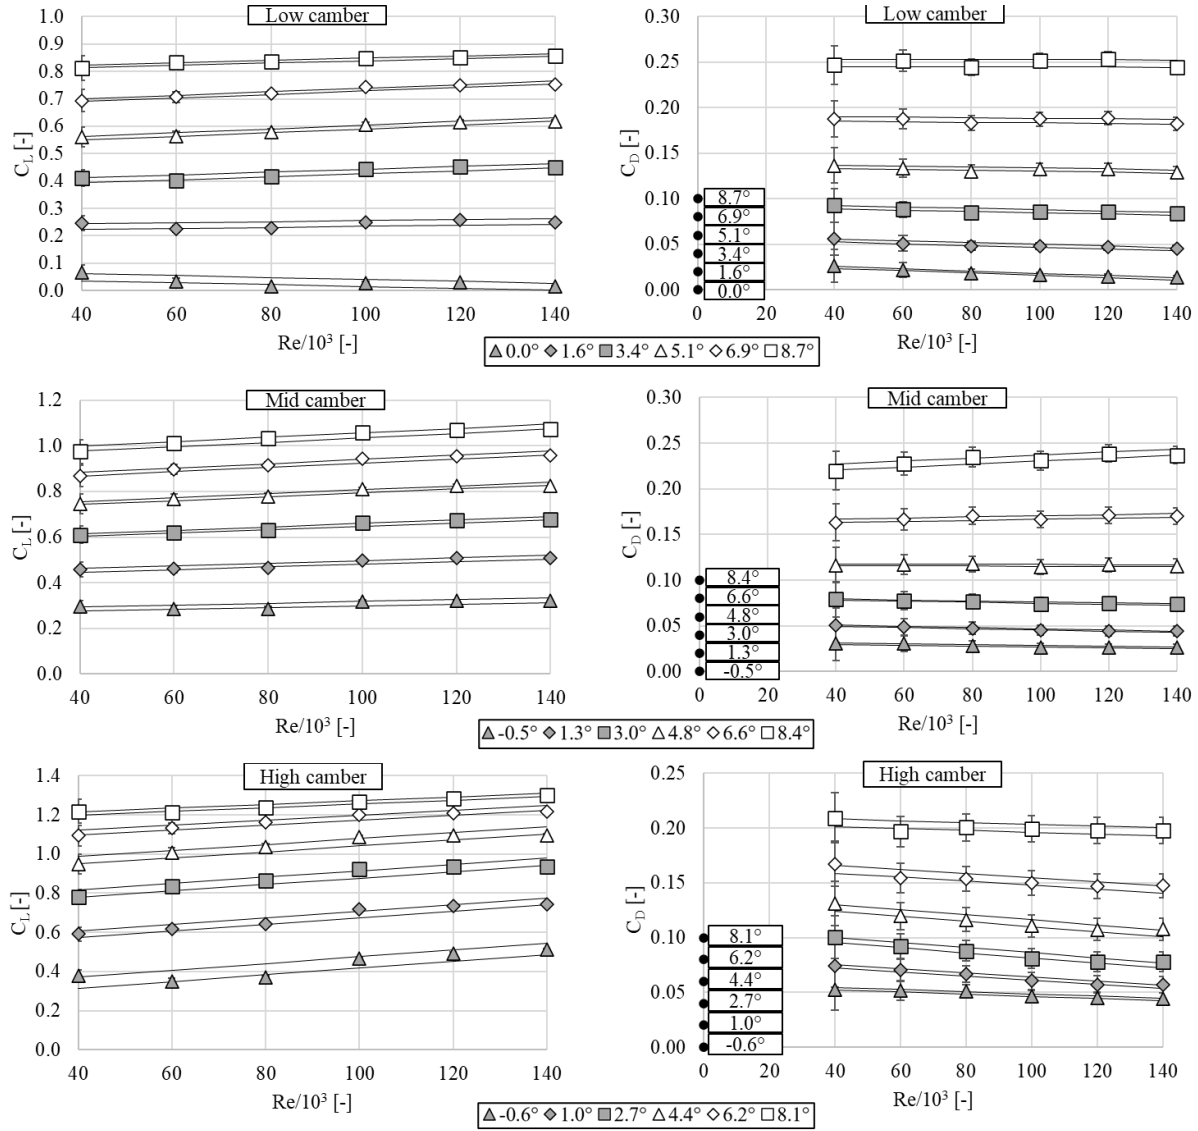 Low camber
1.0
0.9
0.8
0.7
0.6
0.5
0.4
0.3
0.2
0.1
0.0
C_L [-]
40 60 80 100 120 140
Re/10³ [-]
Low camber
0.30
0.25
0.20
0.15
0.10
0.05
0.00
C_D [-]
8.7°
6.9°
5.1°
3.4°
1.6°
0.0°
0 20 40 60 80 100 120 140
Re/10³ [-]
0.0° 1.6° 3.4° 5.1° 6.9° 8.7°
Mid camber
1.2
1.0
0.8
0.6
0.4
0.2
0.0
C_L [-]
40 60 80 100 120 140
Re/10³ [-]
Mid camber
0.30
0.25
0.20
0.15
0.10
0.05
0.00
C_D [-]
8.4°
6.6°
4.8°
3.0°
1.3°
-0.5°
0 20 40 60 80 100 120 140
Re/10³ [-]
-0.5° 1.3° 3.0° 4.8° 6.6° 8.4°
High camber
1.4
1.2
1.0
0.8
0.6
0.4
0.2
0.0
C_L [-]
40 60 80 100 120 140
Re/10³ [-]
High camber
0.25
0.20
0.15
0.10
0.05
0.00
C_D [-]
8.1°
6.2°
4.4°
2.7°
1.0°
-0.6°
0 20 40 60 80 100 120 140
Re/10³ [-]
-0.6° 1.0° 2.7° 4.4° 6.2° 8.1°